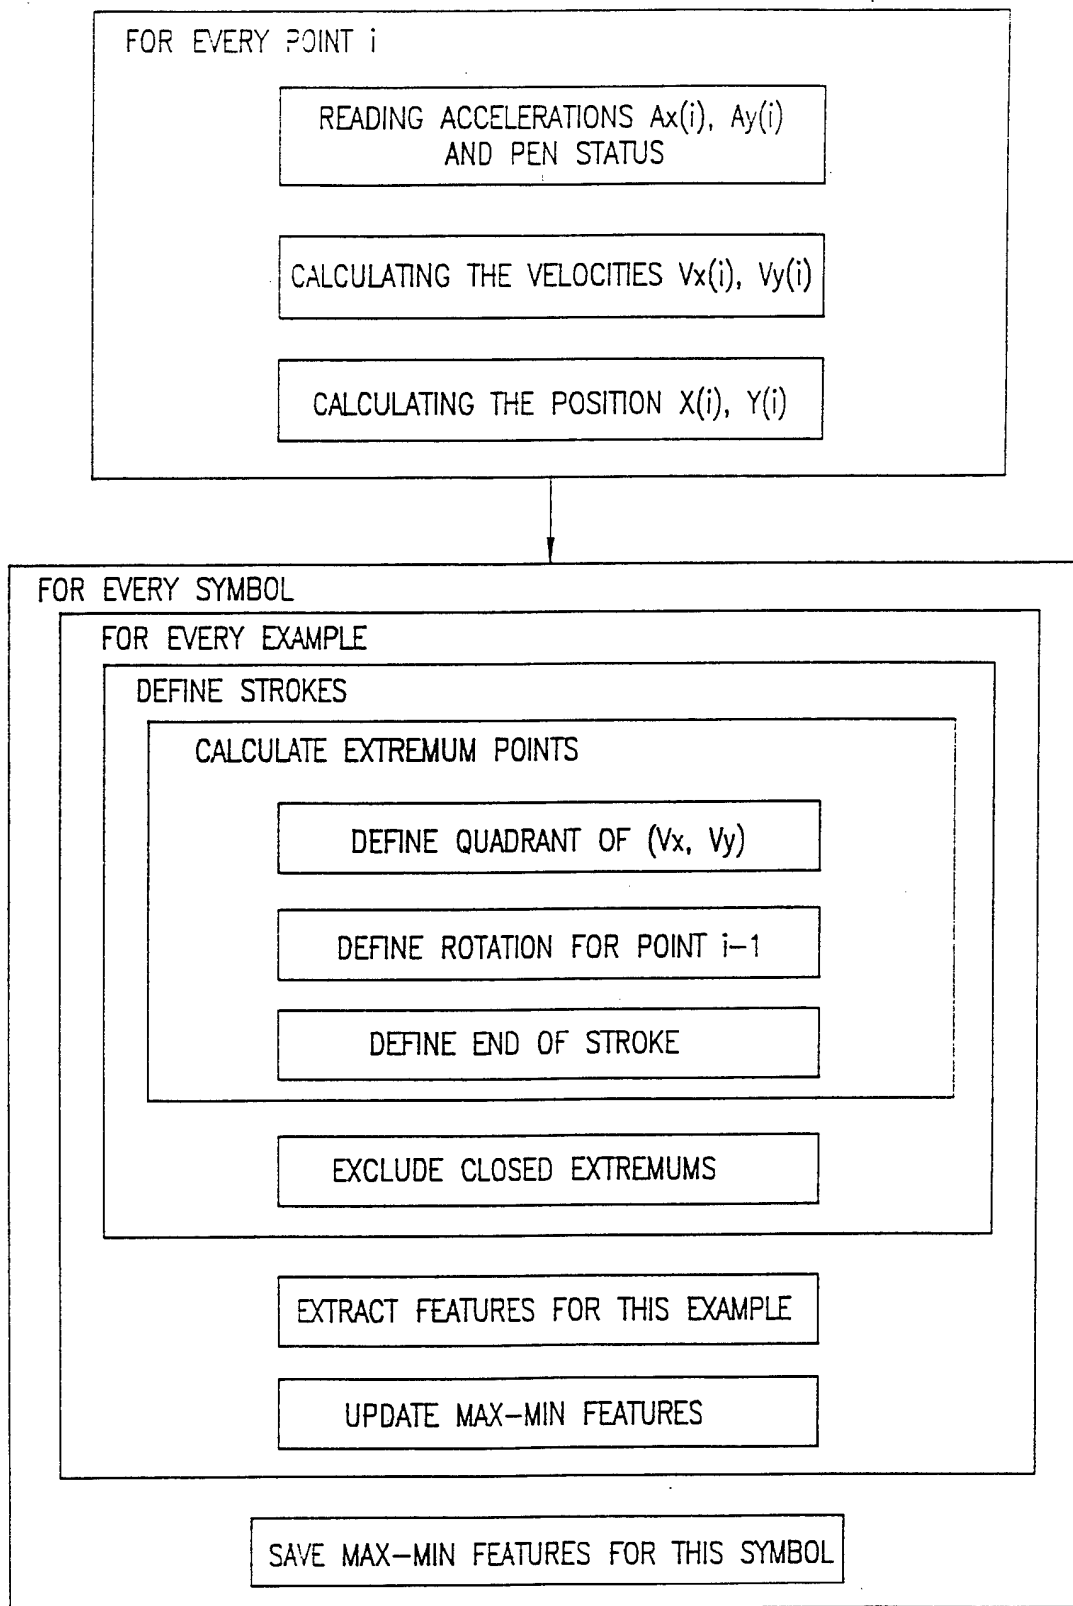 FOR EVERY POINT i
READING ACCELERATIONS Ax(i), Ay(i)
AND PEN STATUS
CALCULATING THE VELOCITIES Vx(i), Vy(i)
CALCULATING THE POSITION X(i), Y(i)
FOR EVERY SYMBOL
FOR EVERY EXAMPLE
DEFINE STROKES
CALCULATE EXTREMUM POINTS
DEFINE QUADRANT OF (Vx, Vy)
DEFINE ROTATION FOR POINT i-1
DEFINE END OF STROKE
EXCLUDE CLOSED EXTREMUMS
EXTRACT FEATURES FOR THIS EXAMPLE
UPDATE MAX-MIN FEATURES
SAVE MAX-MIN FEATURES FOR THIS SYMBOL